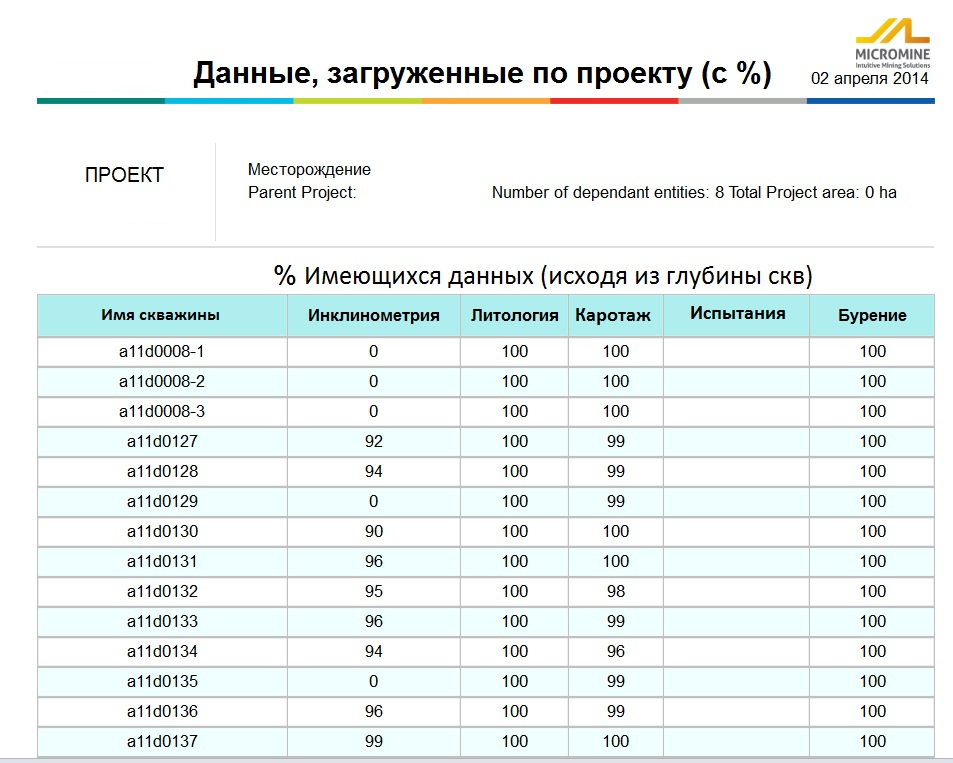 MICROMINE
Intuitive Mining Solutions
Данные, загруженные по проекту (с %)
02 апреля 2014
ПРОЕКТ
Месторождение
Parent Project:
Number of dependant entities: 8 Total Project area: 0 ha
% Имеющихся данных (исходя из глубины скв)
Имя скважины Инклинометрия Литология Каротаж Испытания Бурение
a11d0008-1 0 100 100 100
a11d0008-2 0 100 100 100
a11d0008-3 0 100 100 100
a11d0127 92 100 99 100
a11d0128 94 100 99 100
a11d0129 0 100 99 100
a11d0130 90 100 100 100
a11d0131 96 100 100 100
a11d0132 95 100 98 100
a11d0133 96 100 99 100
a11d0134 94 100 96 100
a11d0135 0 100 99 100
a11d0136 96 100 99 100
a11d0137 99 100 100 100